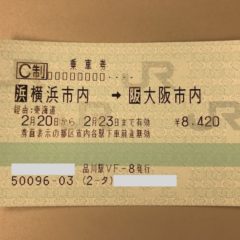 C制 乗車券
浜 横浜市内 → 阪 大阪市内
経由:東海道
2月20日から 2月23日まで有効 ¥8,420
券面表示の都区市内各駅下車前途無効
品川駅VF-8発行
50096-03 (2-タ)